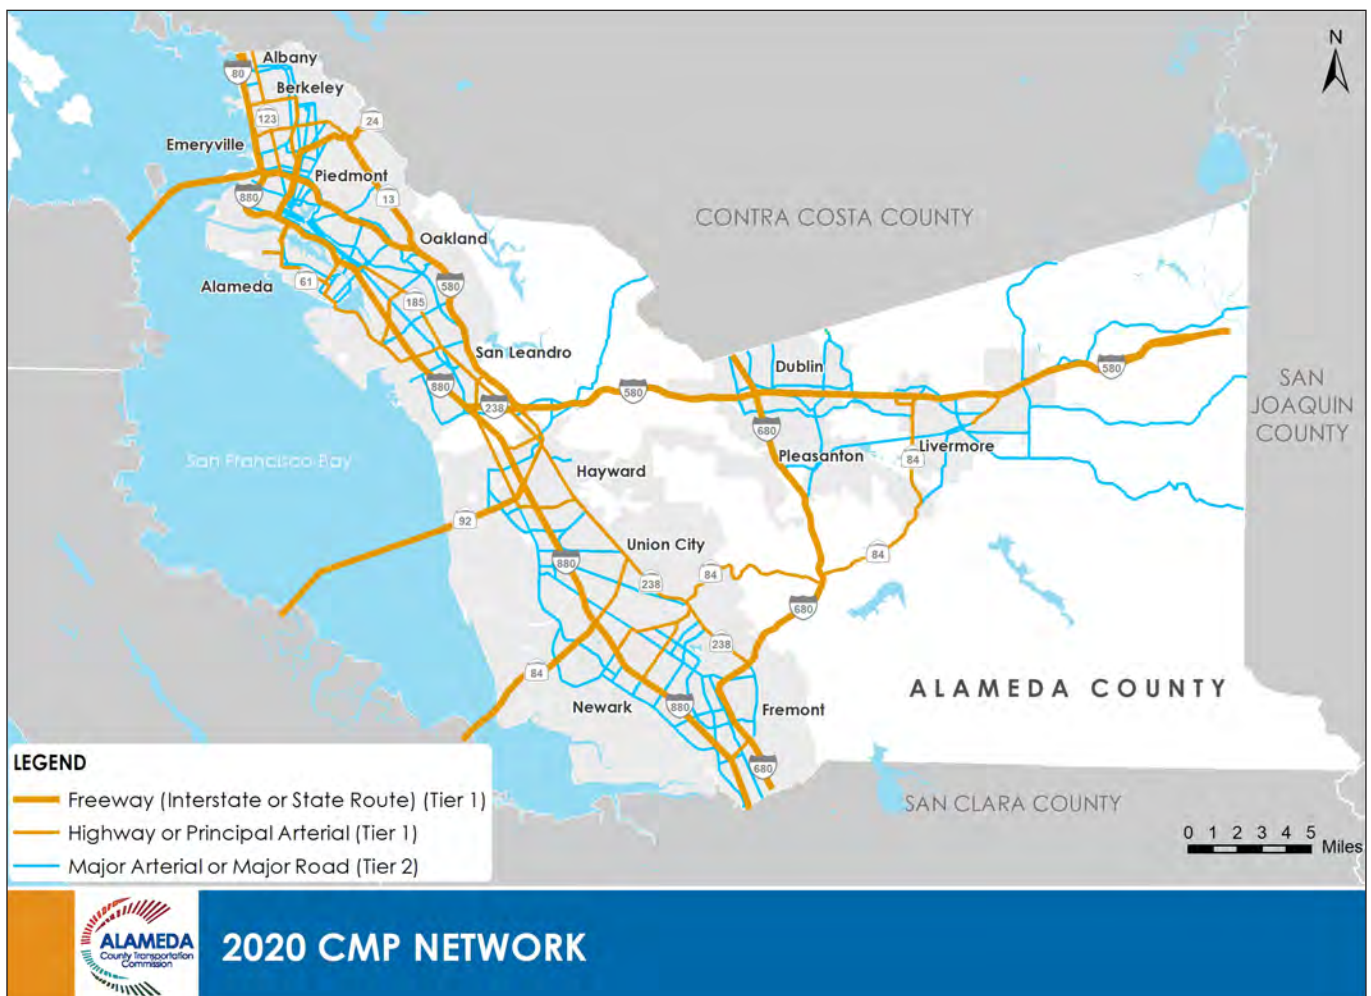 N
Albany
80
Berkeley
123
24
Emeryville
Piedmont
880
13
CONTRA COSTA COUNTY
Oakland
Alameda
61
580
185
San Leandro
Dublin
880
580
580
238
SAN
JOAQUIN
COUNTY
680
Livermore
San Francisco Bay
Pleasanton
84
Hayward
92
Union City
84
880
84
238
680
238
84
ALAMEDA COUNTY
Newark
880
Fremont
680
SAN CLARA COUNTY
LEGEND
Freeway (Interstate or State Route) (Tier 1)
Highway or Principal Arterial (Tier 1)
Major Arterial or Major Road (Tier 2)
0 1 2 3 4 5
Miles
ALAMEDA
County Transportation
Commission
2020 CMP NETWORK